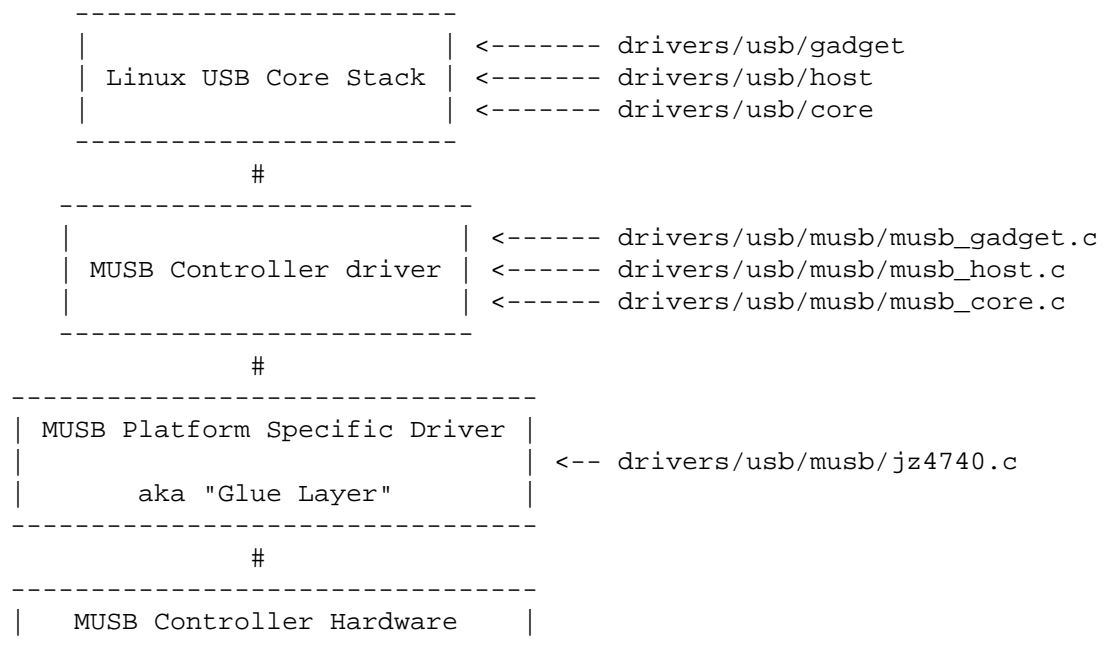 ------------------------
| | <------- drivers/usb/gadget
| Linux USB Core Stack | <------- drivers/usb/host
| | <------- drivers/usb/core
------------------------
#
--------------------------
| | <------ drivers/usb/musb/musb_gadget.c
| MUSB Controller driver | <------ drivers/usb/musb/musb_host.c
| | <------ drivers/usb/musb/musb_core.c
--------------------------
#
---------------------------------
| MUSB Platform Specific Driver |
| | <-- drivers/usb/musb/jz4740.c
| aka "Glue Layer" |
---------------------------------
#
---------------------------------
| MUSB Controller Hardware |